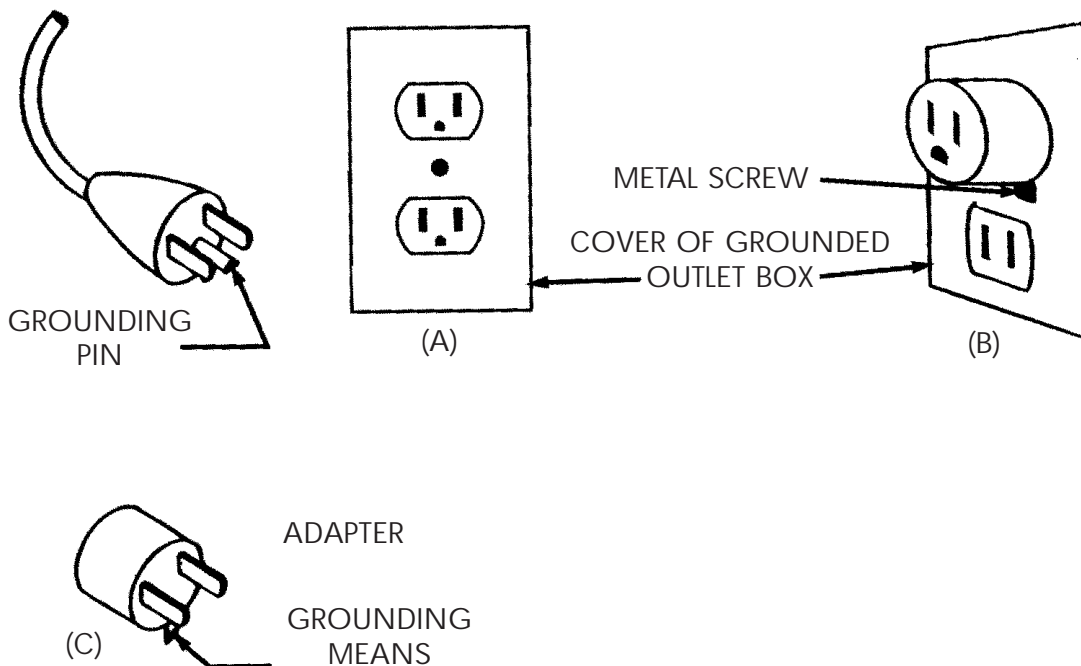 METAL SCREW
COVER OF GROUNDED
OUTLET BOX
GROUNDING
PIN
(A)
(B)
ADAPTER
(C)
GROUNDING
MEANS